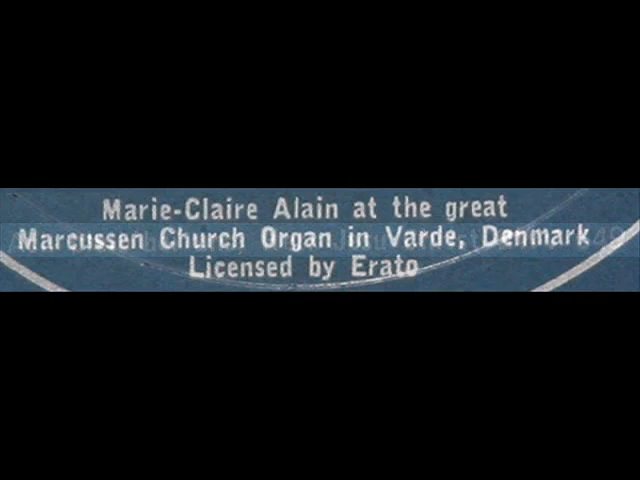 Marie-Claire Alain at the great
Marcussen Church Organ in Varde, Denmark
Licensed by Erato